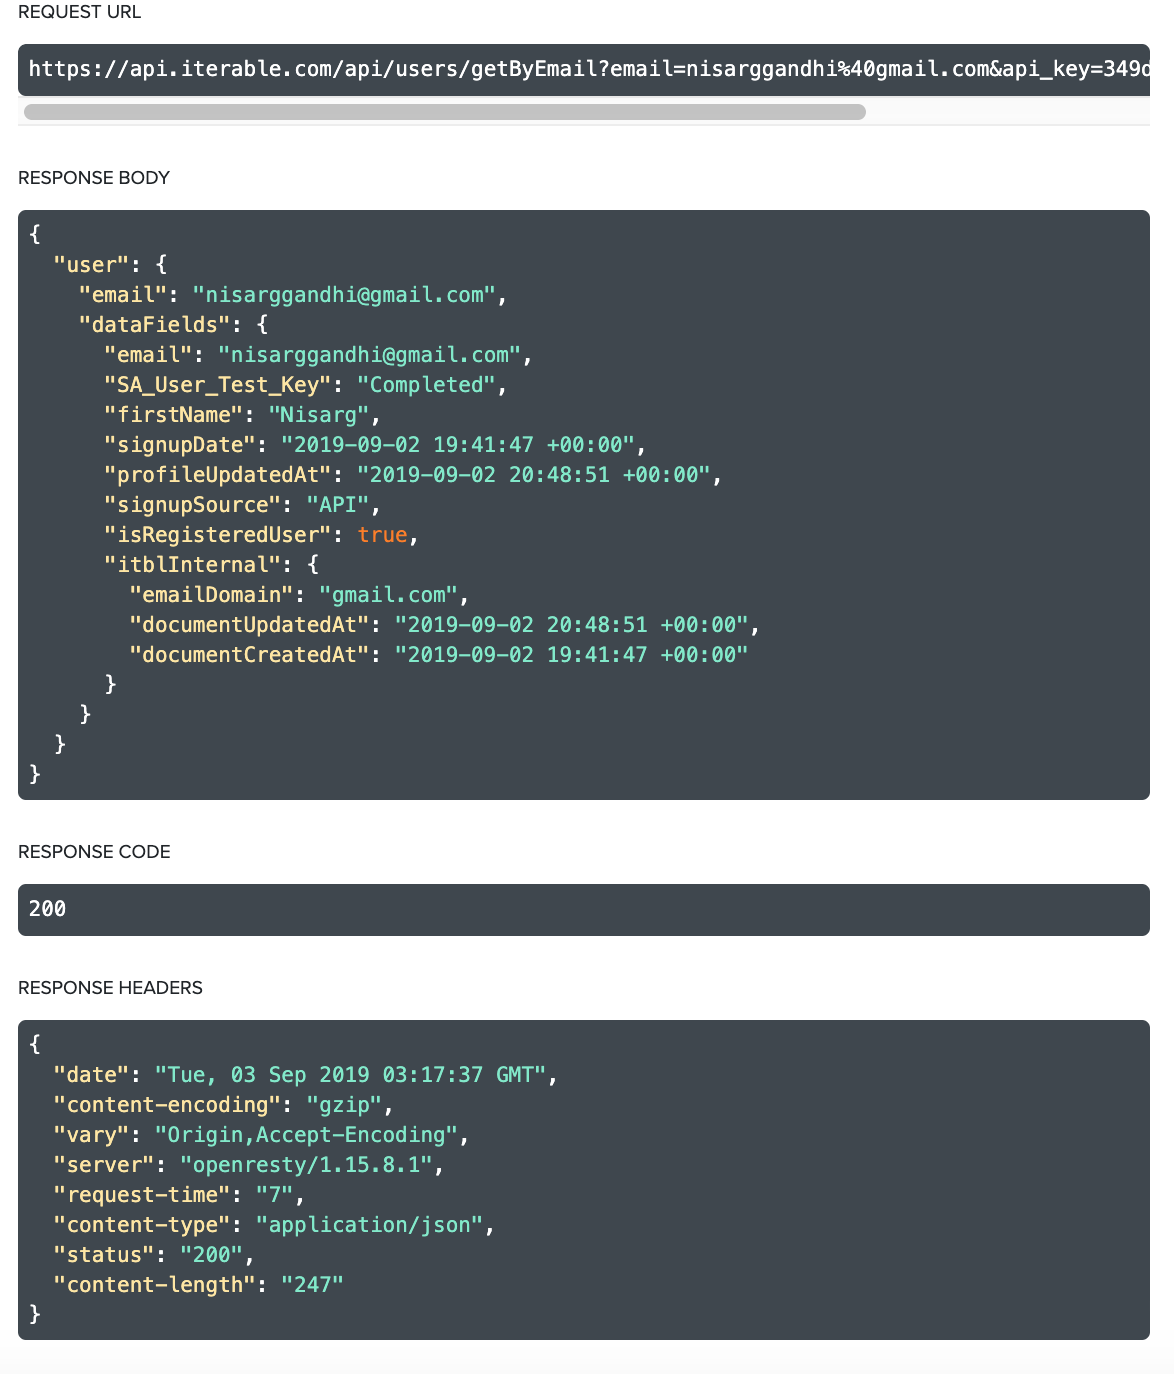 REQUEST URL
https://api.iterable.com/api/users/getByEmail?email=nisarggandhi%40gmail.com&api_key=349d
RESPONSE BODY
{
  "user": {
    "email": "nisarggandhi@gmail.com",
    "dataFields": {
      "email": "nisarggandhi@gmail.com",
      "SA_User_Test_Key": "Completed",
      "firstName": "Nisarg",
      "signupDate": "2019-09-02 19:41:47 +00:00",
      "profileUpdatedAt": "2019-09-02 20:48:51 +00:00",
      "signupSource": "API",
      "isRegisteredUser": true,
      "itblInternal": {
        "emailDomain": "gmail.com",
        "documentUpdatedAt": "2019-09-02 20:48:51 +00:00",
        "documentCreatedAt": "2019-09-02 19:41:47 +00:00"
      }
    }
  }
}
RESPONSE CODE
200
RESPONSE HEADERS
{
  "date": "Tue, 03 Sep 2019 03:17:37 GMT",
  "content-encoding": "gzip",
  "vary": "Origin,Accept-Encoding",
  "server": "openresty/1.15.8.1",
  "request-time": "7",
  "content-type": "application/json",
  "status": "200",
  "content-length": "247"
}